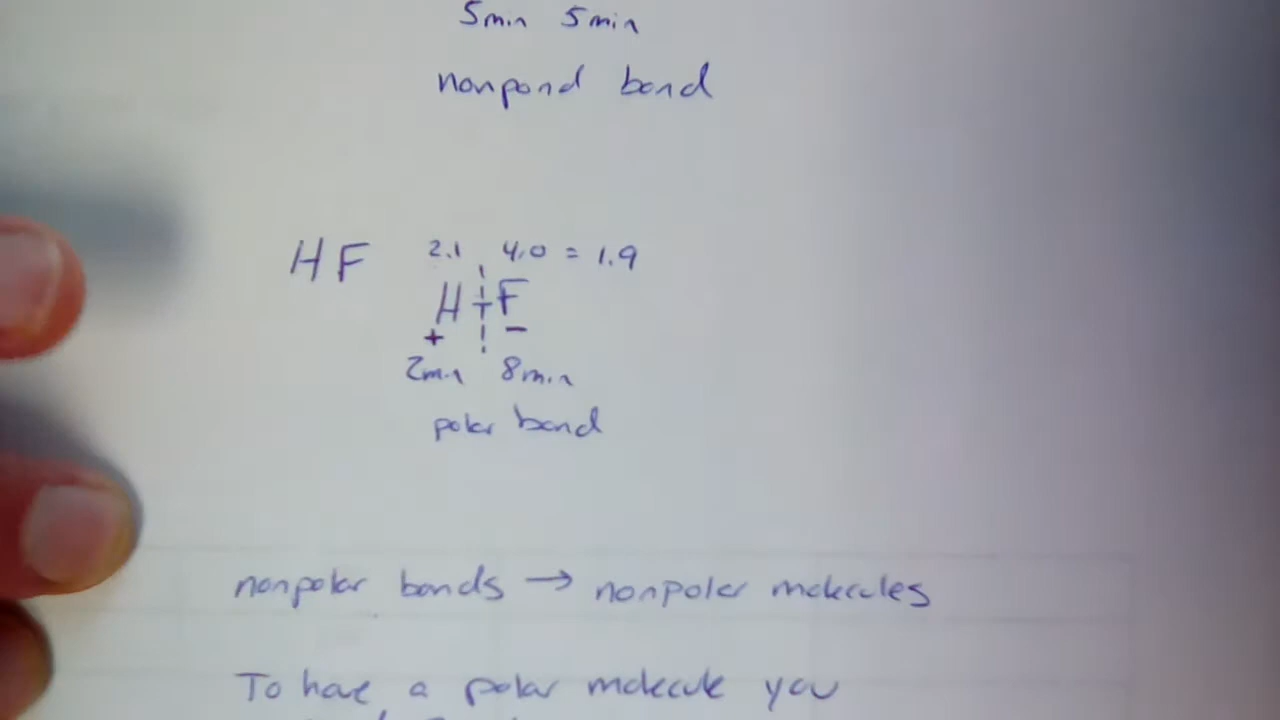 5min 5min
nonpond bond
HF 2.1 4.0 = 1.9
H F
+ −
2min 8min
polar bond
nonpolar bonds → nonpolar molecules
To have a polar molecule you